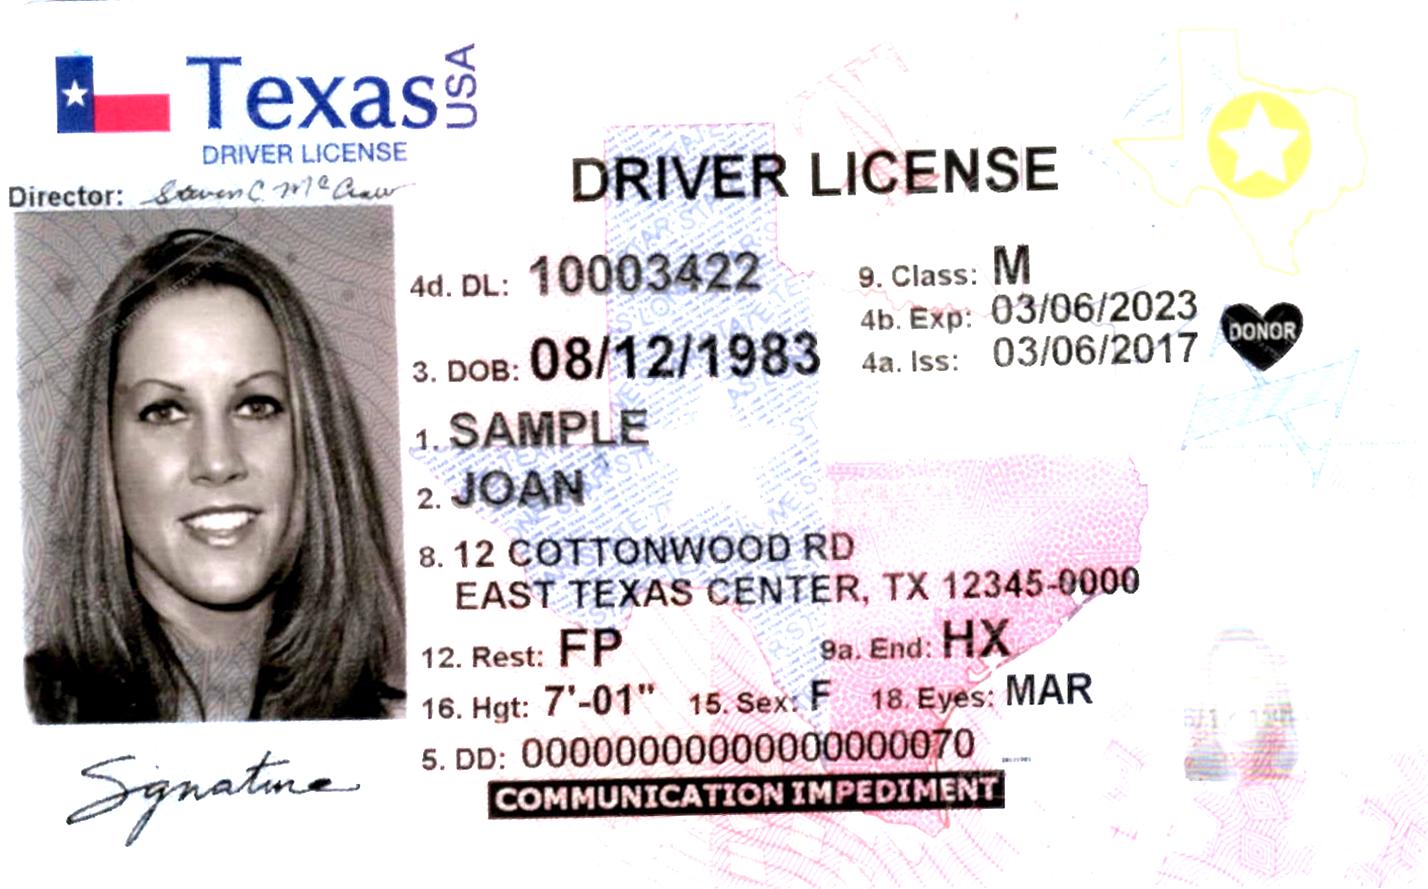 Texas USA
DRIVER LICENSE
Director: Steven C. McCraw
DRIVER LICENSE
4d. DL: 10003422
9. Class: M
4b. Exp: 03/06/2023
4a. Iss: 03/06/2017
DONOR
3. DOB: 08/12/1983
1. SAMPLE
2. JOAN
8. 12 COTTONWOOD RD
EAST TEXAS CENTER, TX 12345-0000
12. Rest: FP
9a. End: HX
16. Hgt: 7'-01" 15. Sex: F 18. Eyes: MAR
5. DD: 00000000000000000070
COMMUNICATION IMPEDIMENT
Signature